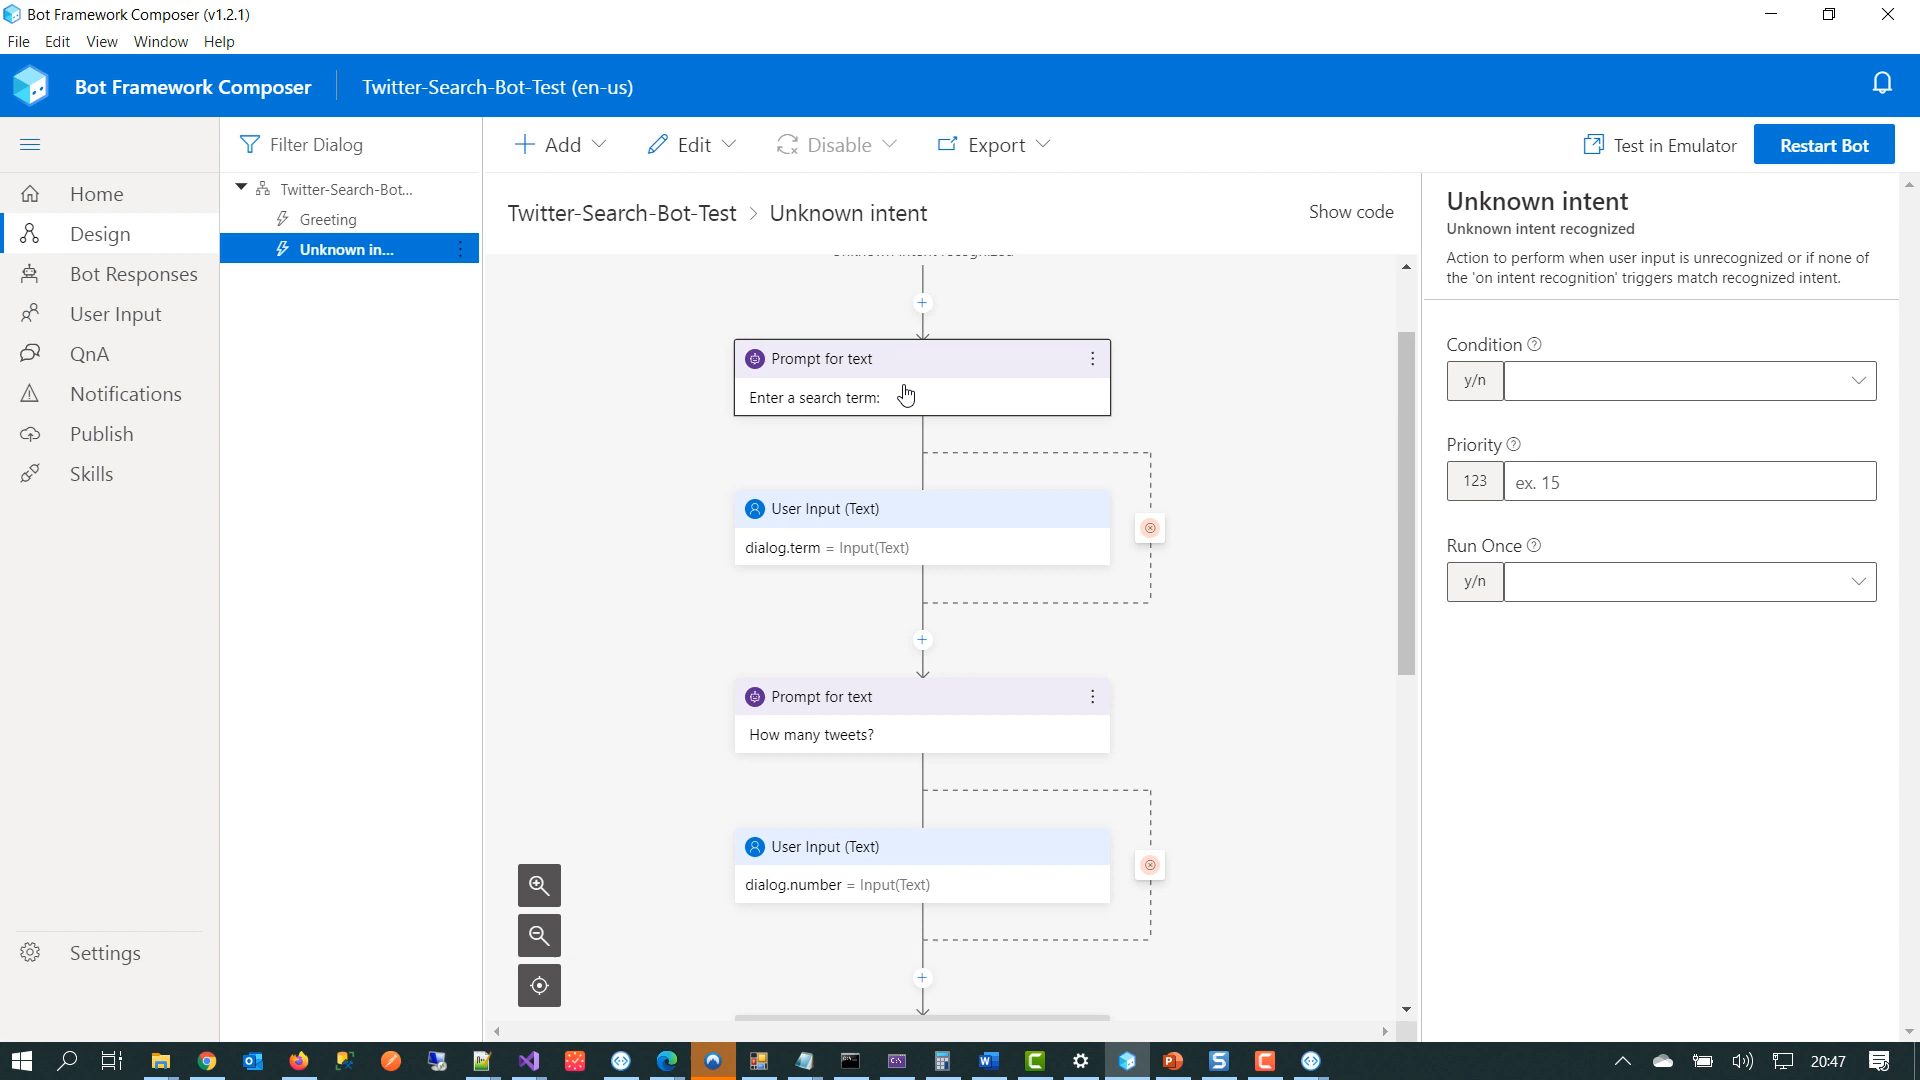 Bot Framework Composer (v1.2.1)
File Edit View Window Help
Bot Framework Composer Twitter-Search-Bot-Test (en-us)
Filter Dialog
Add Edit Disable Export Test in Emulator Restart Bot
Home
Design
Bot Responses
User Input
QnA
Notifications
Publish
Skills
Settings
Twitter-Search-Bot...
Greeting
Unknown in...
Twitter-Search-Bot-Test > Unknown intent Show code
Unknown intent recognized
Prompt for text
Enter a search term:
User Input (Text)
dialog.term = Input(Text)
Prompt for text
How many tweets?
User Input (Text)
dialog.number = Input(Text)
Unknown intent
Unknown intent recognized
Action to perform when user input is unrecognized or if none of
the 'on intent recognition' triggers match recognized intent.
Condition
y/n
Priority
123 ex. 15
Run Once
y/n
20:47